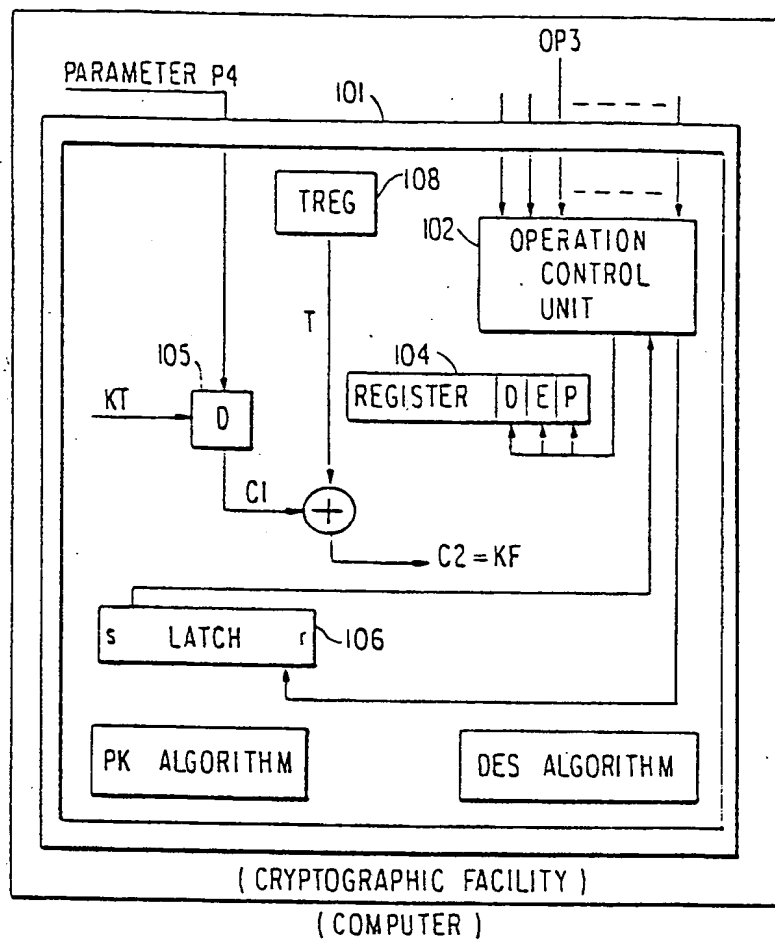 OP3
PARAMETER P4
101
108
TREG
102
OPERATION
CONTROL
UNIT
T
105
104
REGISTER D E P
KT
D
C1
+
C2=KF
S LATCH r
106
PK ALGORITHM
DES ALGORITHM
(CRYPTOGRAPHIC FACILITY)
(COMPUTER)